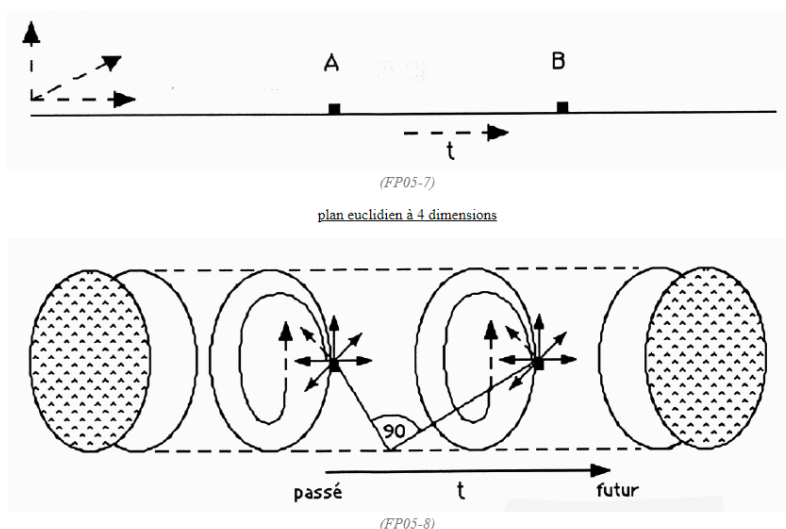 A B
t
(FP05-7)
plan euclidien à 4 dimensions
90
passé t futur
(FP05-8)